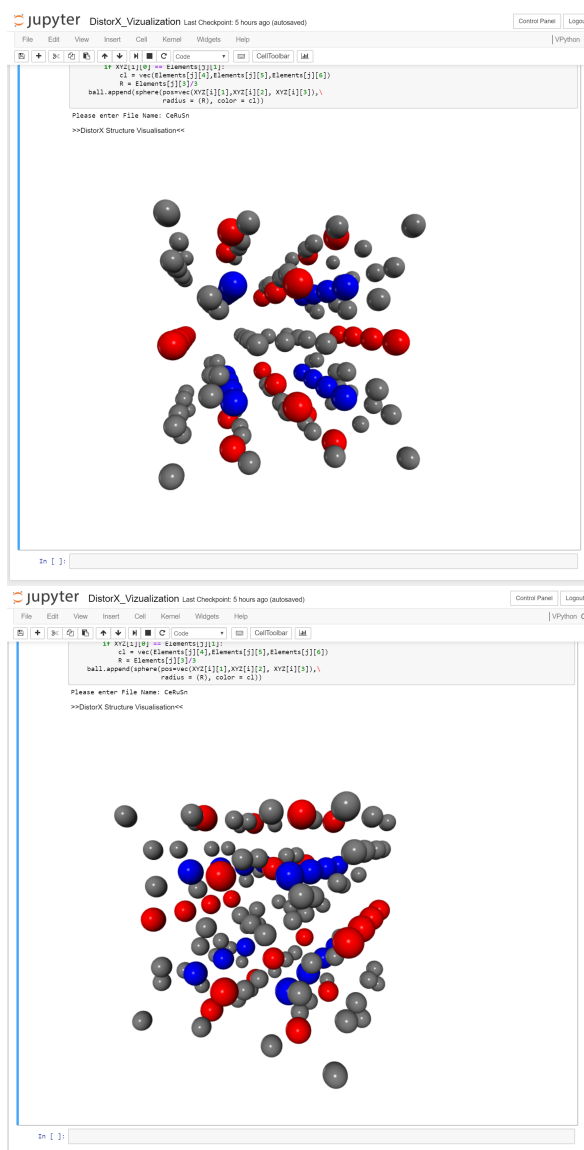 jupyter DistorX_Vizualization Last Checkpoint: 5 hours ago (autosaved)
Control Panel Logou
File Edit View Insert Cell Kernel Widgets Help VPython
Code CellToolbar
if XYZ[i][0] == Elements[j][1]:
cl = vec(Elements[j][4],Elements[j][5],Elements[j][6])
R = Elements[j][3]/3
ball.append(sphere(pos=vec(XYZ[i][1],XYZ[i][2], XYZ[i][3]),\
radius = (R), color = cl))
Please enter File Name: CeRuSn
>>DistorX Structure Visualisation<<
In [ ]:
jupyter DistorX_Vizualization Last Checkpoint: 5 hours ago (autosaved)
Control Panel Logout
File Edit View Insert Cell Kernel Widgets Help VPython
Code CellToolbar
if XYZ[i][0] == Elements[j][1]:
cl = vec(Elements[j][4],Elements[j][5],Elements[j][6])
R = Elements[j][3]/3
ball.append(sphere(pos=vec(XYZ[i][1],XYZ[i][2], XYZ[i][3]),\
radius = (R), color = cl))
Please enter File Name: CeRuSn
>>DistorX Structure Visualisation<<
In [ ]: